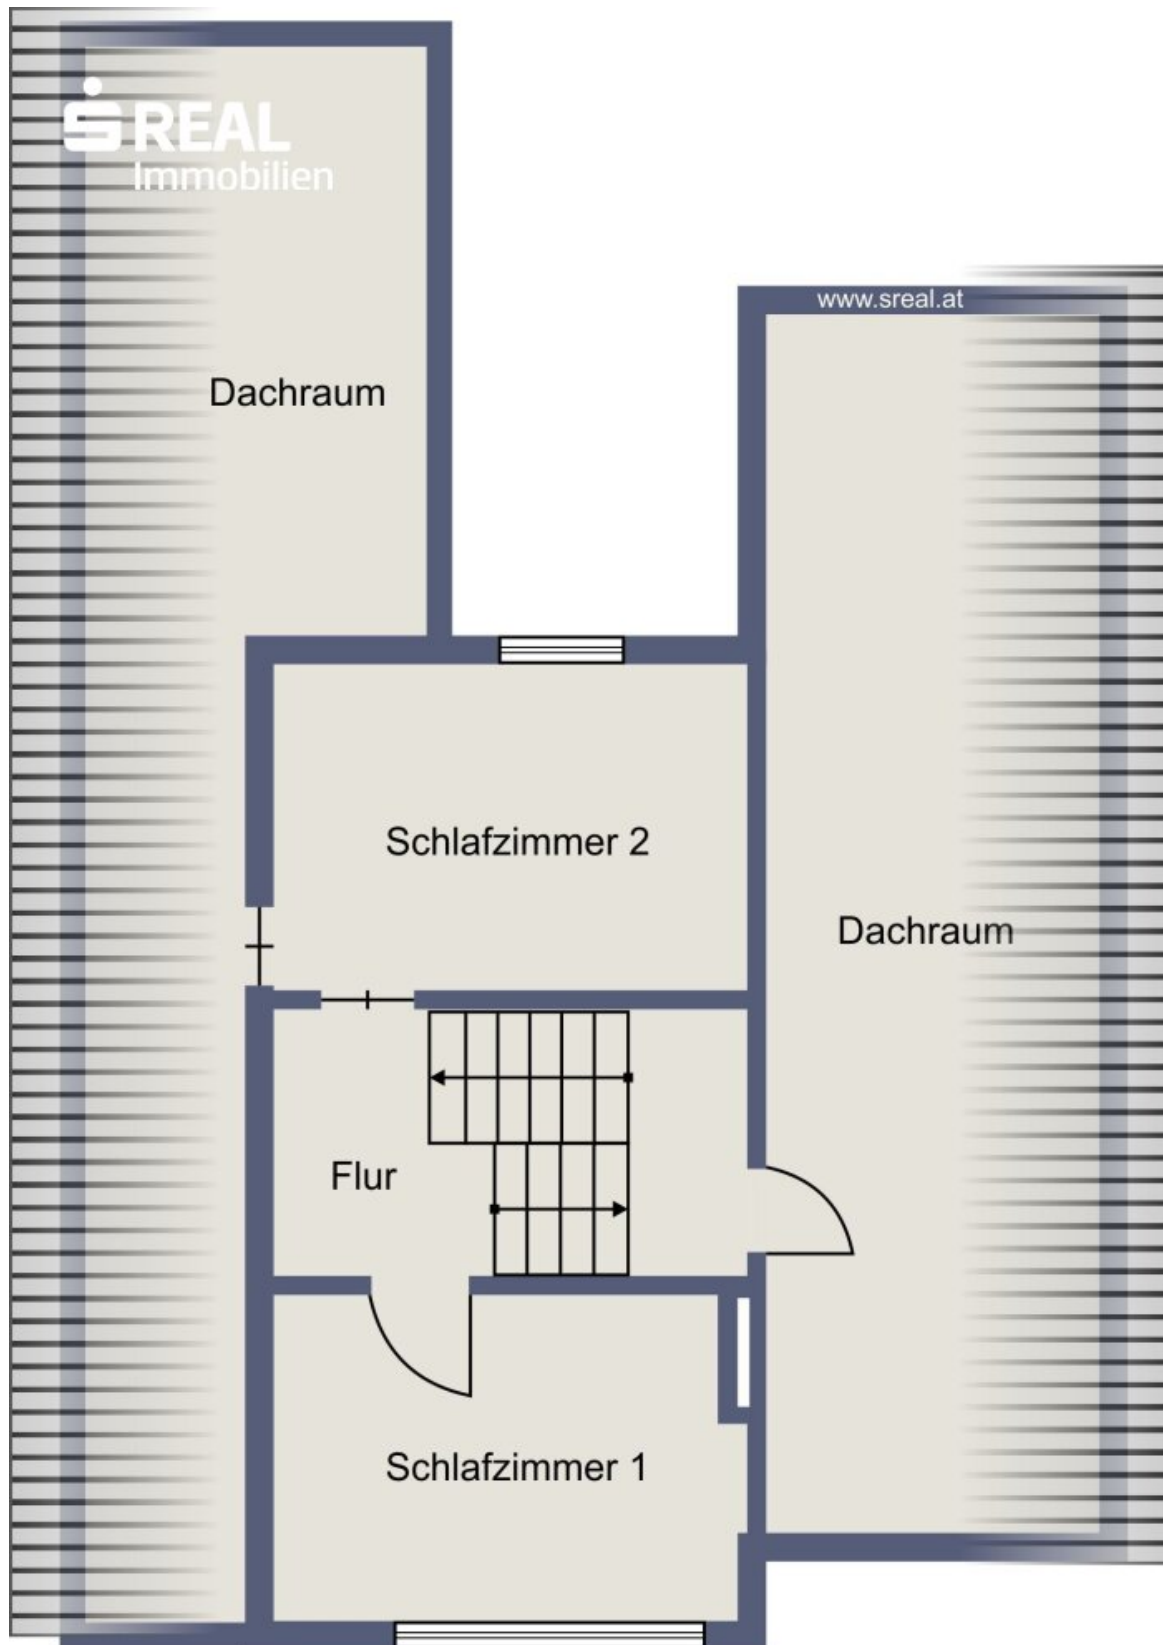 S REAL
Immobilien
www.sreal.at
Dachraum
Schlafzimmer 2
Dachraum
Flur
Schlafzimmer 1